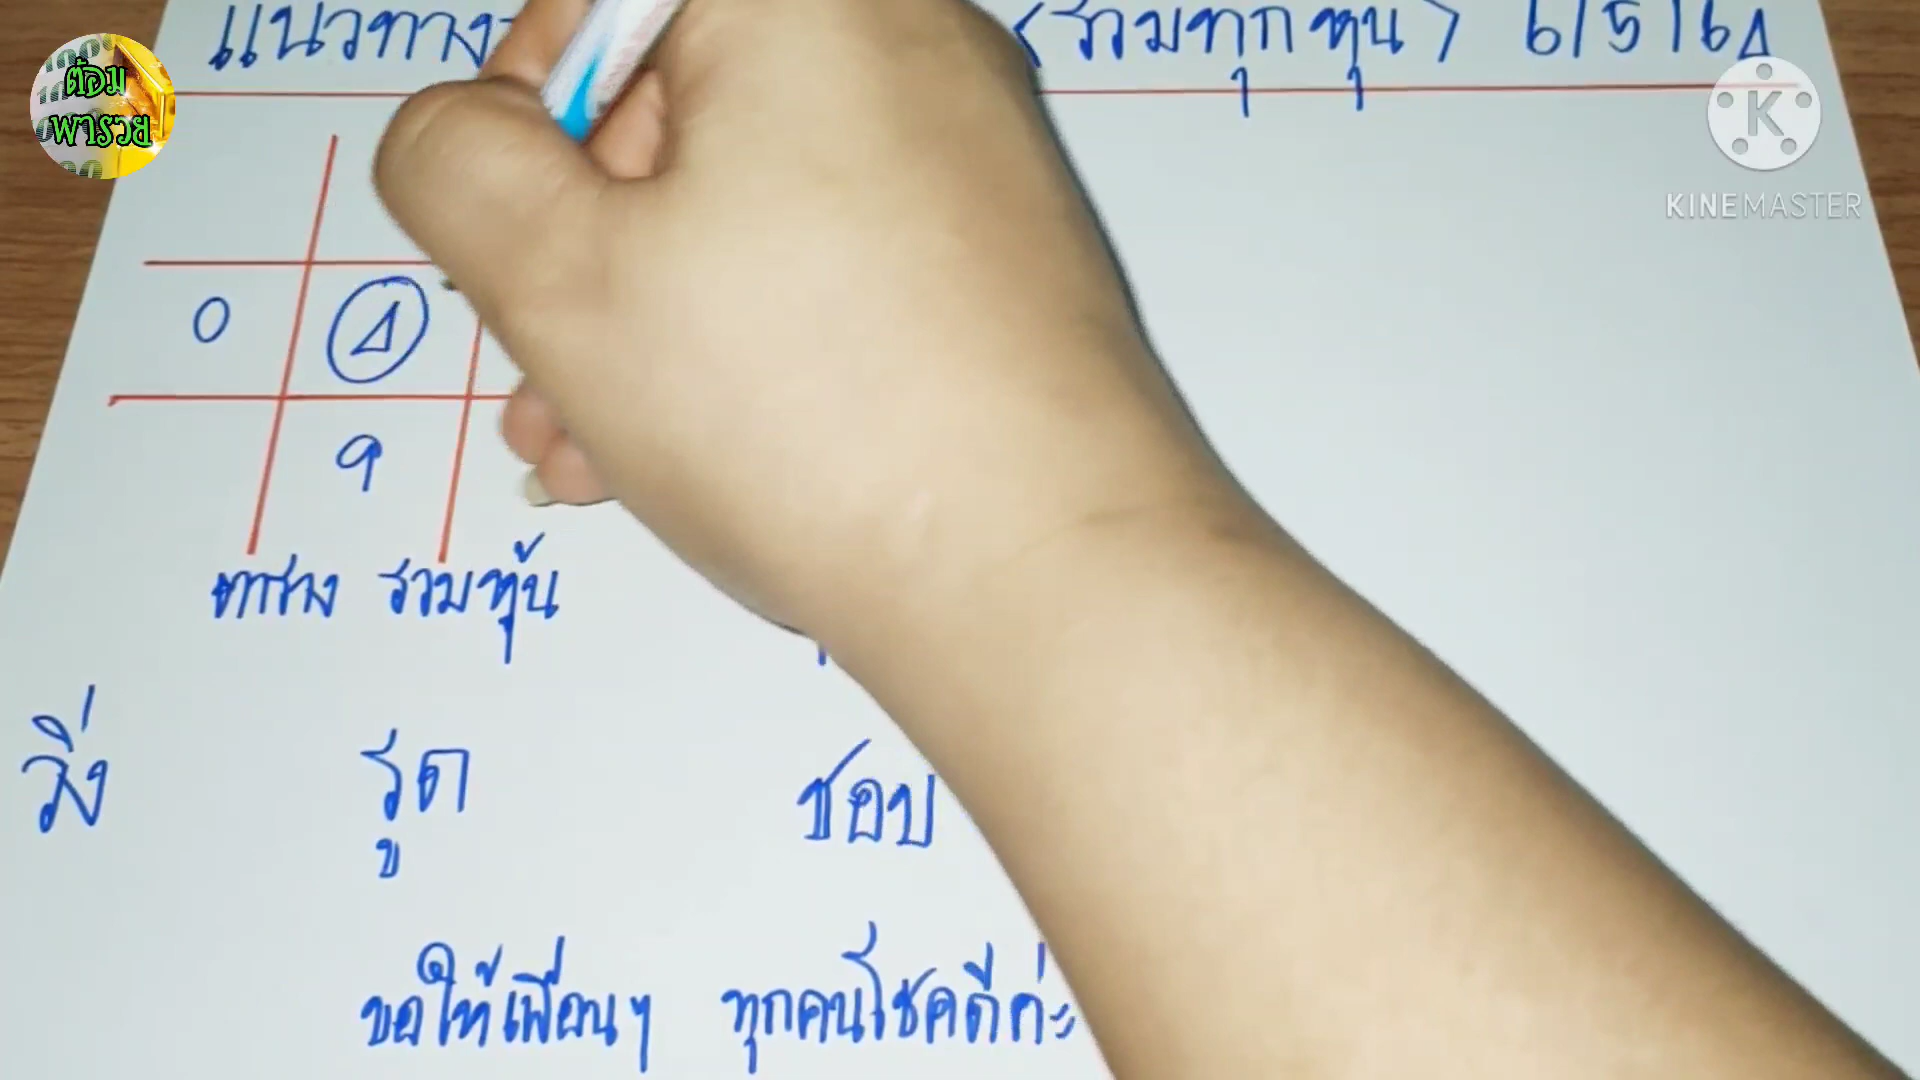 แนวทาง <รวมทุกหุน> 6/5/64
ต้อม
พารวย
K
KINEMASTER
0 4
9
ตาราง รวมหุ้น
วิ่ง รูด ชอบ
ขอให้เพื่อนๆ ทุกคนโชคดีค่ะ